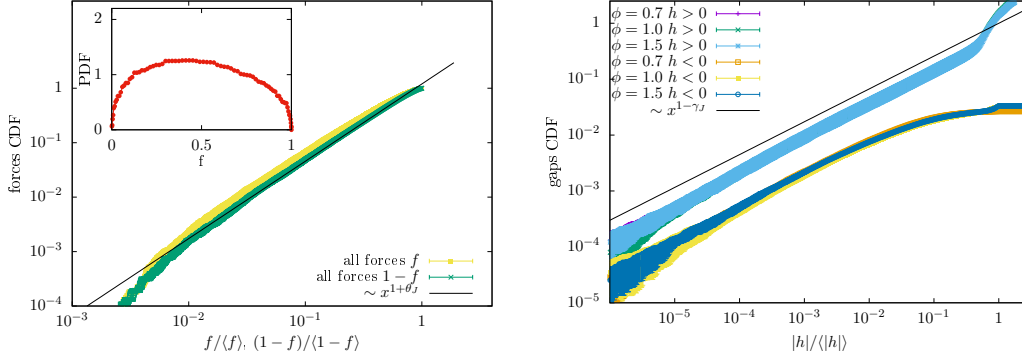 forces CDF
1
10⁻¹
10⁻²
10⁻³
10⁻⁴
10⁻³
10⁻²
10⁻¹
1
f/⟨f⟩, (1 − f)/⟨1 − f⟩
PDF
2
1
0
0
0.5
1
f
all forces f
all forces 1 − f
∼ x^{1+θ_J}
gaps CDF
1
10⁻¹
10⁻²
10⁻³
10⁻⁴
10⁻⁵
10⁻⁵
10⁻⁴
10⁻³
10⁻²
10⁻¹
1
|h|/⟨|h|⟩
ϕ = 0.7 h > 0
ϕ = 1.0 h > 0
ϕ = 1.5 h > 0
ϕ = 0.7 h < 0
ϕ = 1.0 h < 0
ϕ = 1.5 h < 0
∼ x^{1−γ_J}